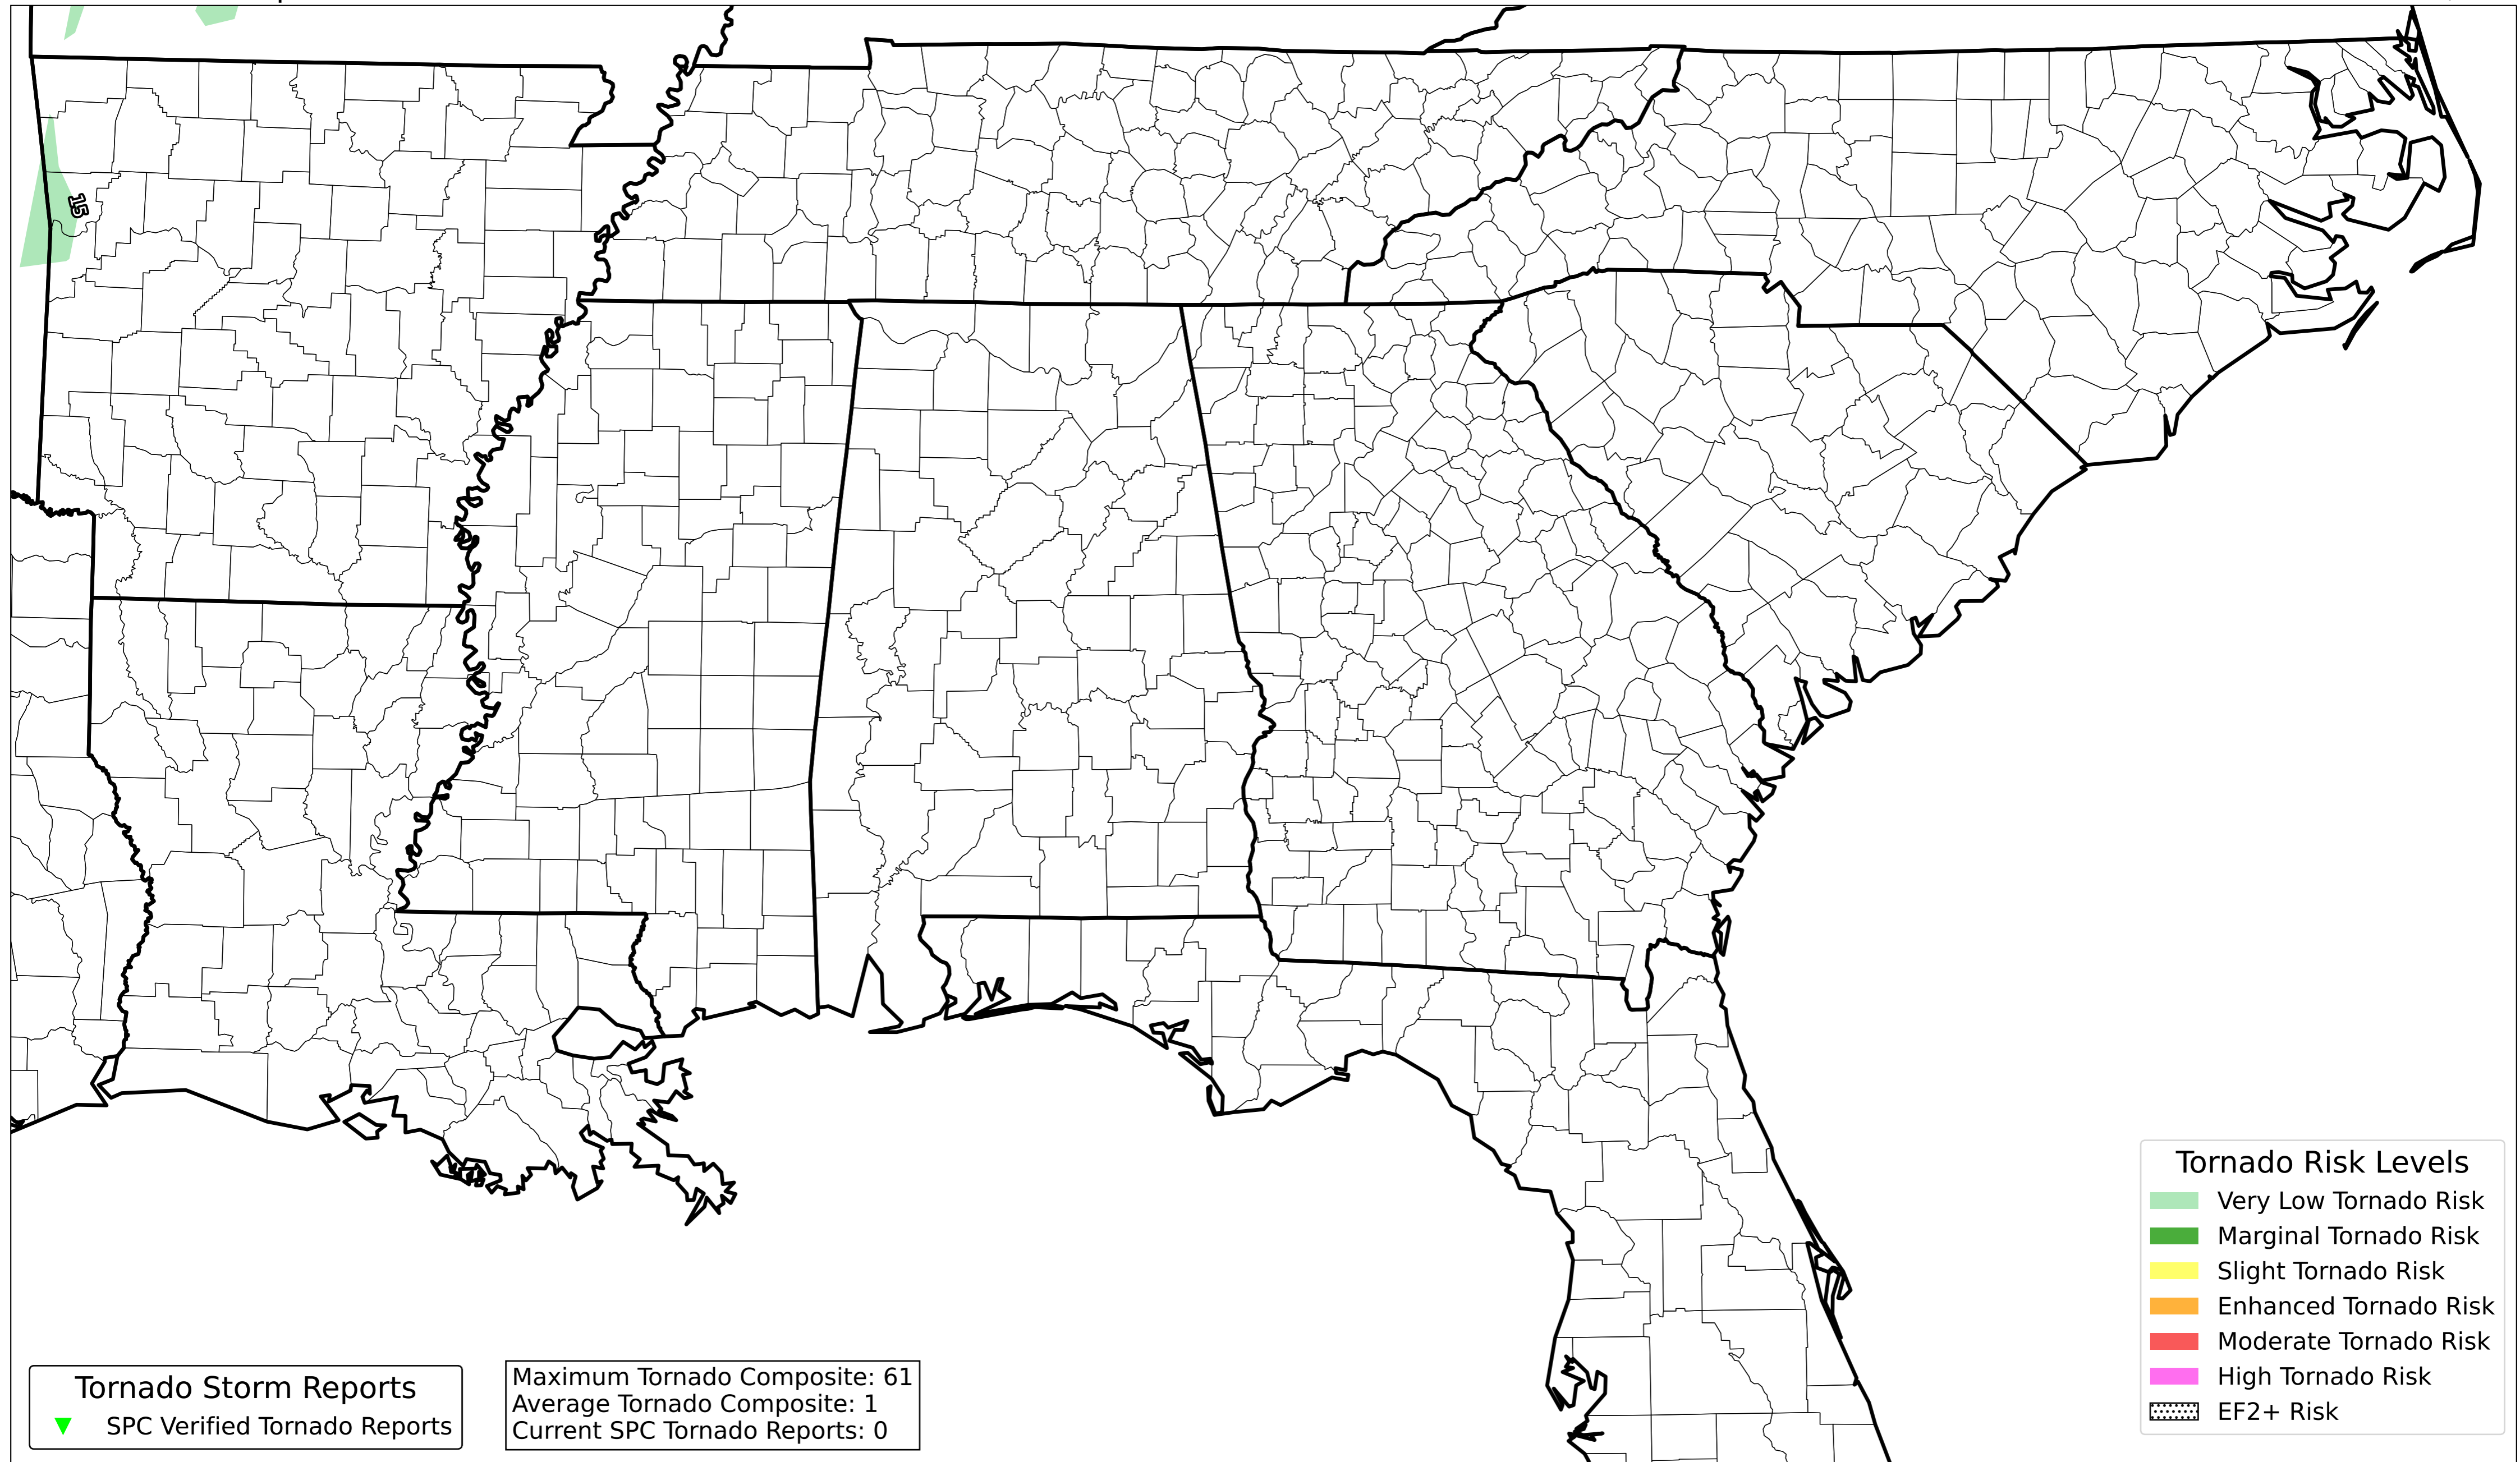 15
Tornado Risk Levels
Very Low Tornado Risk
Marginal Tornado Risk
Slight Tornado Risk
Enhanced Tornado Risk
Moderate Tornado Risk
High Tornado Risk
EF2+ Risk
Tornado Storm Reports
SPC Verified Tornado Reports
Maximum Tornado Composite: 61
Average Tornado Composite: 1
Current SPC Tornado Reports: 0